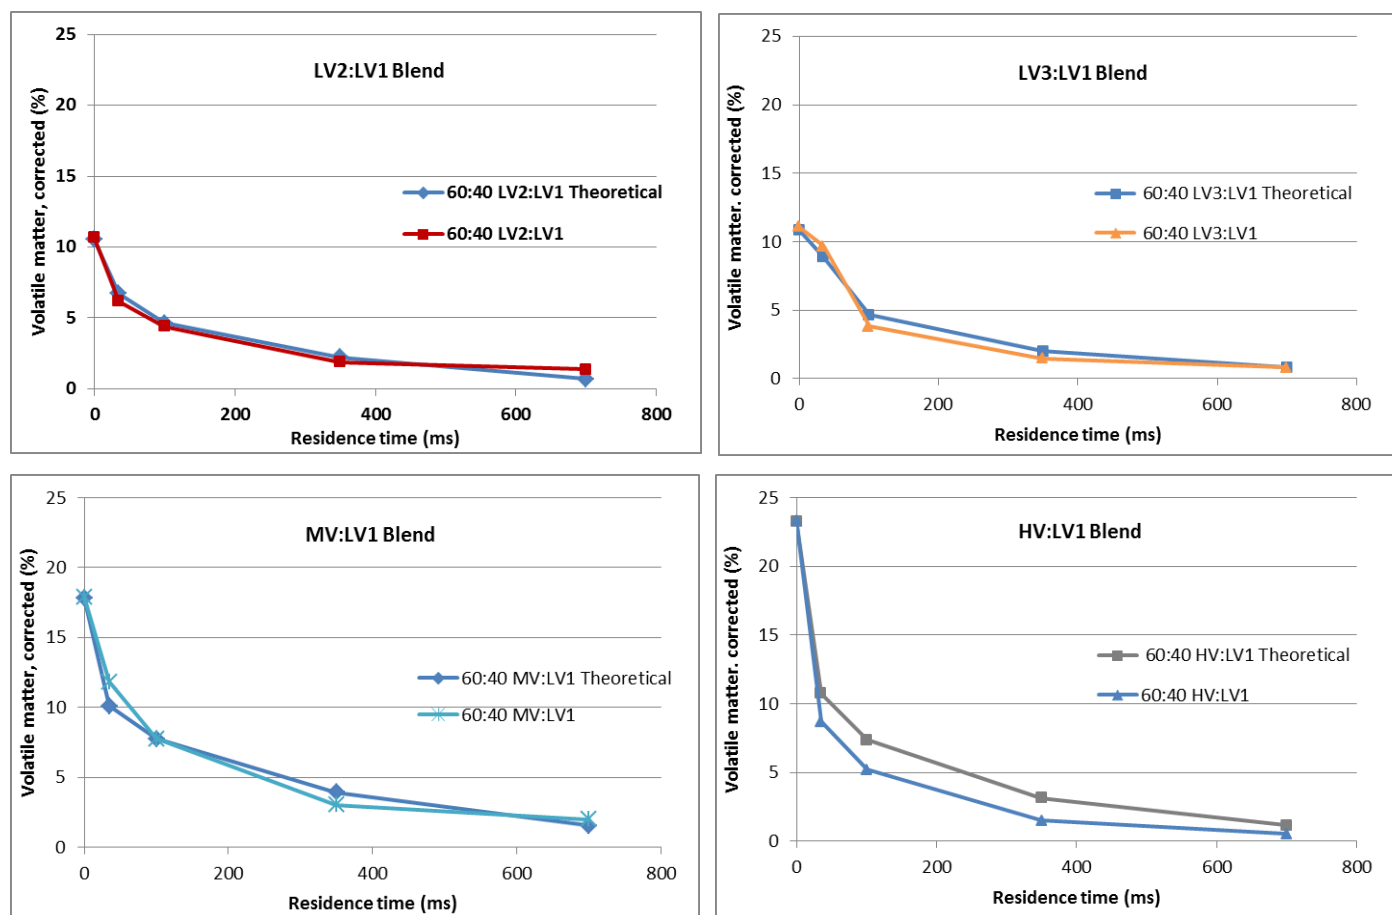 LV2:LV1 Blend
Volatile matter, corrected (%)
25
20
15
10
5
0
60:40 LV2:LV1 Theoretical
60:40 LV2:LV1
0 200 400 600 800
Residence time (ms)
LV3:LV1 Blend
Volatile matter. corrected (%)
25
20
15
10
5
0
60:40 LV3:LV1 Theoretical
60:40 LV3:LV1
0 200 400 600 800
Residence time (ms)
MV:LV1 Blend
Volatile matter, corrected (%)
25
20
15
10
5
0
60:40 MV:LV1 Theoretical
60:40 MV:LV1
0 200 400 600 800
Residence time (ms)
HV:LV1 Blend
Volatile matter. corrected (%)
25
20
15
10
5
0
60:40 HV:LV1 Theoretical
60:40 HV:LV1
0 200 400 600 800
Residence time (ms)